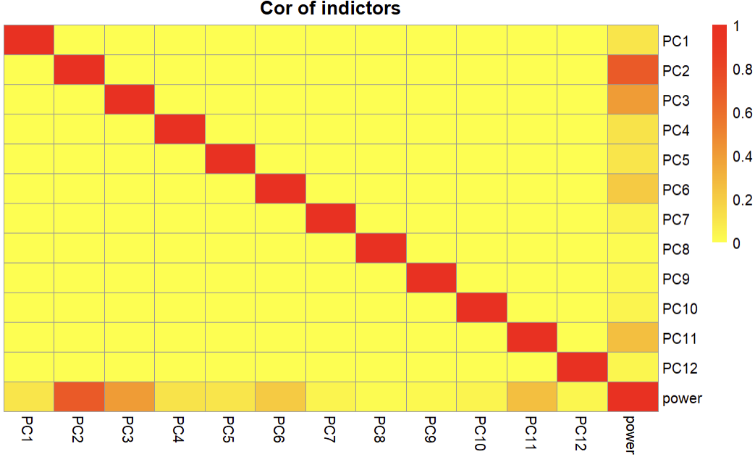 Cor of indictors
PC1
PC2
PC3
PC4
PC5
PC6
PC7
PC8
PC9
PC10
PC11
PC12
power
1
0.8
0.6
0.4
0.2
0
PC1
PC2
PC3
PC4
PC5
PC6
PC7
PC8
PC9
PC10
PC11
PC12
power